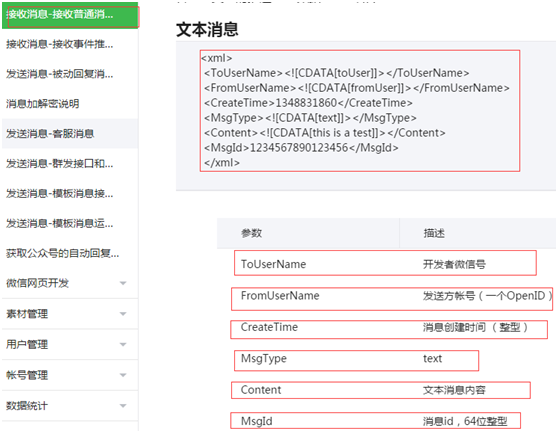 接收消息-接收普通消...
接收消息-接收事件推...
发送消息-被动回复消...
消息加解密说明
发送消息-客服消息
发送消息-群发接口和...
发送消息-模板消息接...
发送消息-模板消息运...
获取公众号的自动回复...
微信网页开发
素材管理
用户管理
帐号管理
数据统计
文本消息
<xml>
<ToUserName><![CDATA[toUser]]></ToUserName>
<FromUserName><![CDATA[fromUser]]></FromUserName>
<CreateTime>1348831860</CreateTime>
<MsgType><![CDATA[text]]></MsgType>
<Content><![CDATA[this is a test]]></Content>
<MsgId>1234567890123456</MsgId>
</xml>
参数 描述
ToUserName 开发者微信号
FromUserName 发送方帐号（一个OpenID）
CreateTime 消息创建时间 （整型）
MsgType text
Content 文本消息内容
MsgId 消息id，64位整型